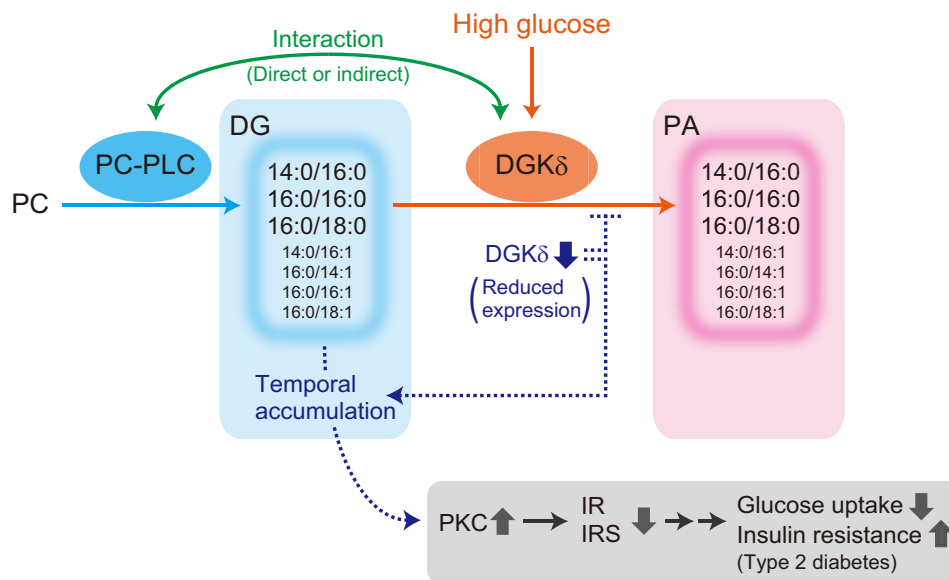 Interaction
(Direct or indirect)
High glucose
DG
PA
PC-PLC
DGKδ
PC
14:0/16:0
16:0/16:0
16:0/18:0
14:0/16:1
16:0/14:1
16:0/16:1
16:0/18:1
14:0/16:0
16:0/16:0
16:0/18:0
14:0/16:1
16:0/14:1
16:0/16:1
16:0/18:1
DGKδ
(Reduced
expression)
Temporal
accumulation
PKC
IR
IRS
Glucose uptake
Insulin resistance
(Type 2 diabetes)